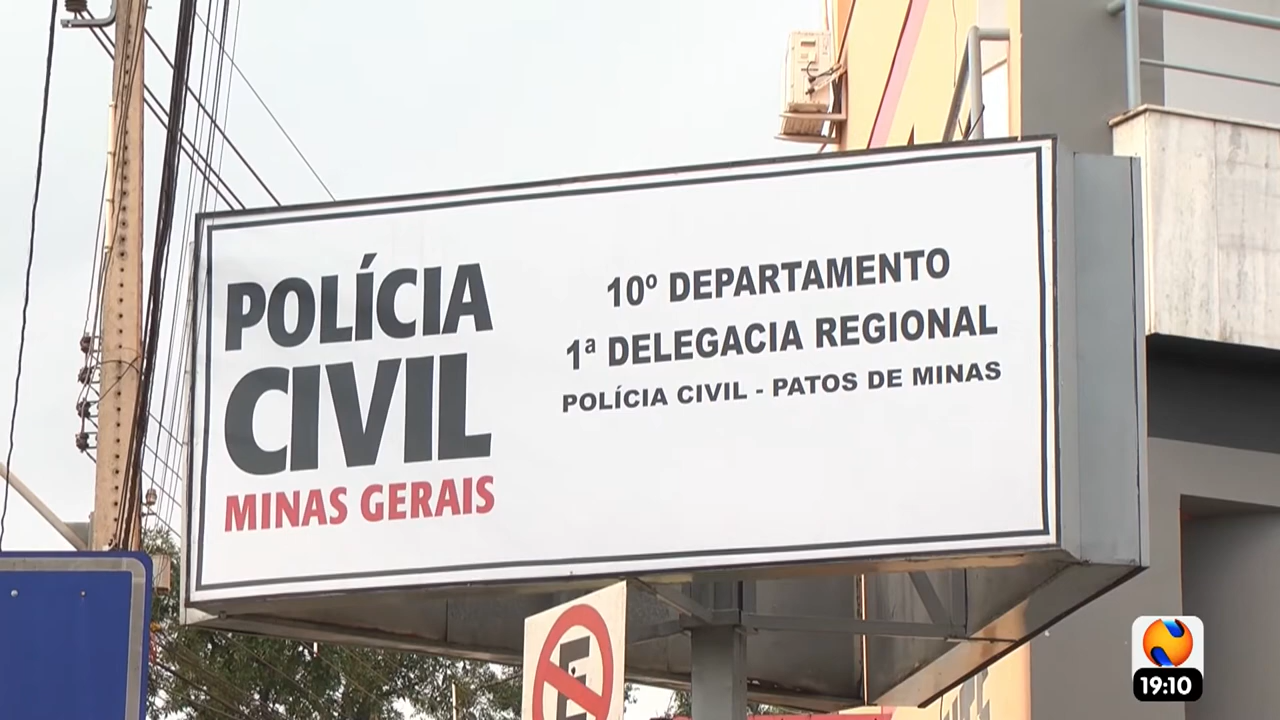 POLÍCIA
CIVIL
MINAS GERAIS
10º DEPARTAMENTO
1ª DELEGACIA REGIONAL
POLÍCIA CIVIL - PATOS DE MINAS
E
19:10